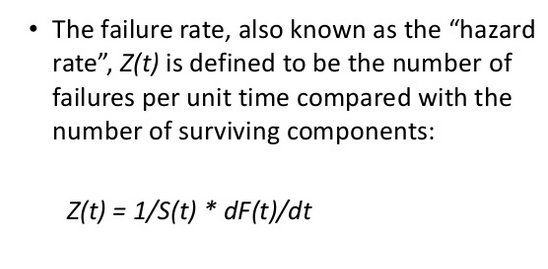 • The failure rate, also known as the “hazard
rate”, Z(t) is defined to be the number of
failures per unit time compared with the
number of surviving components:
Z(t) = 1/S(t) * dF(t)/dt